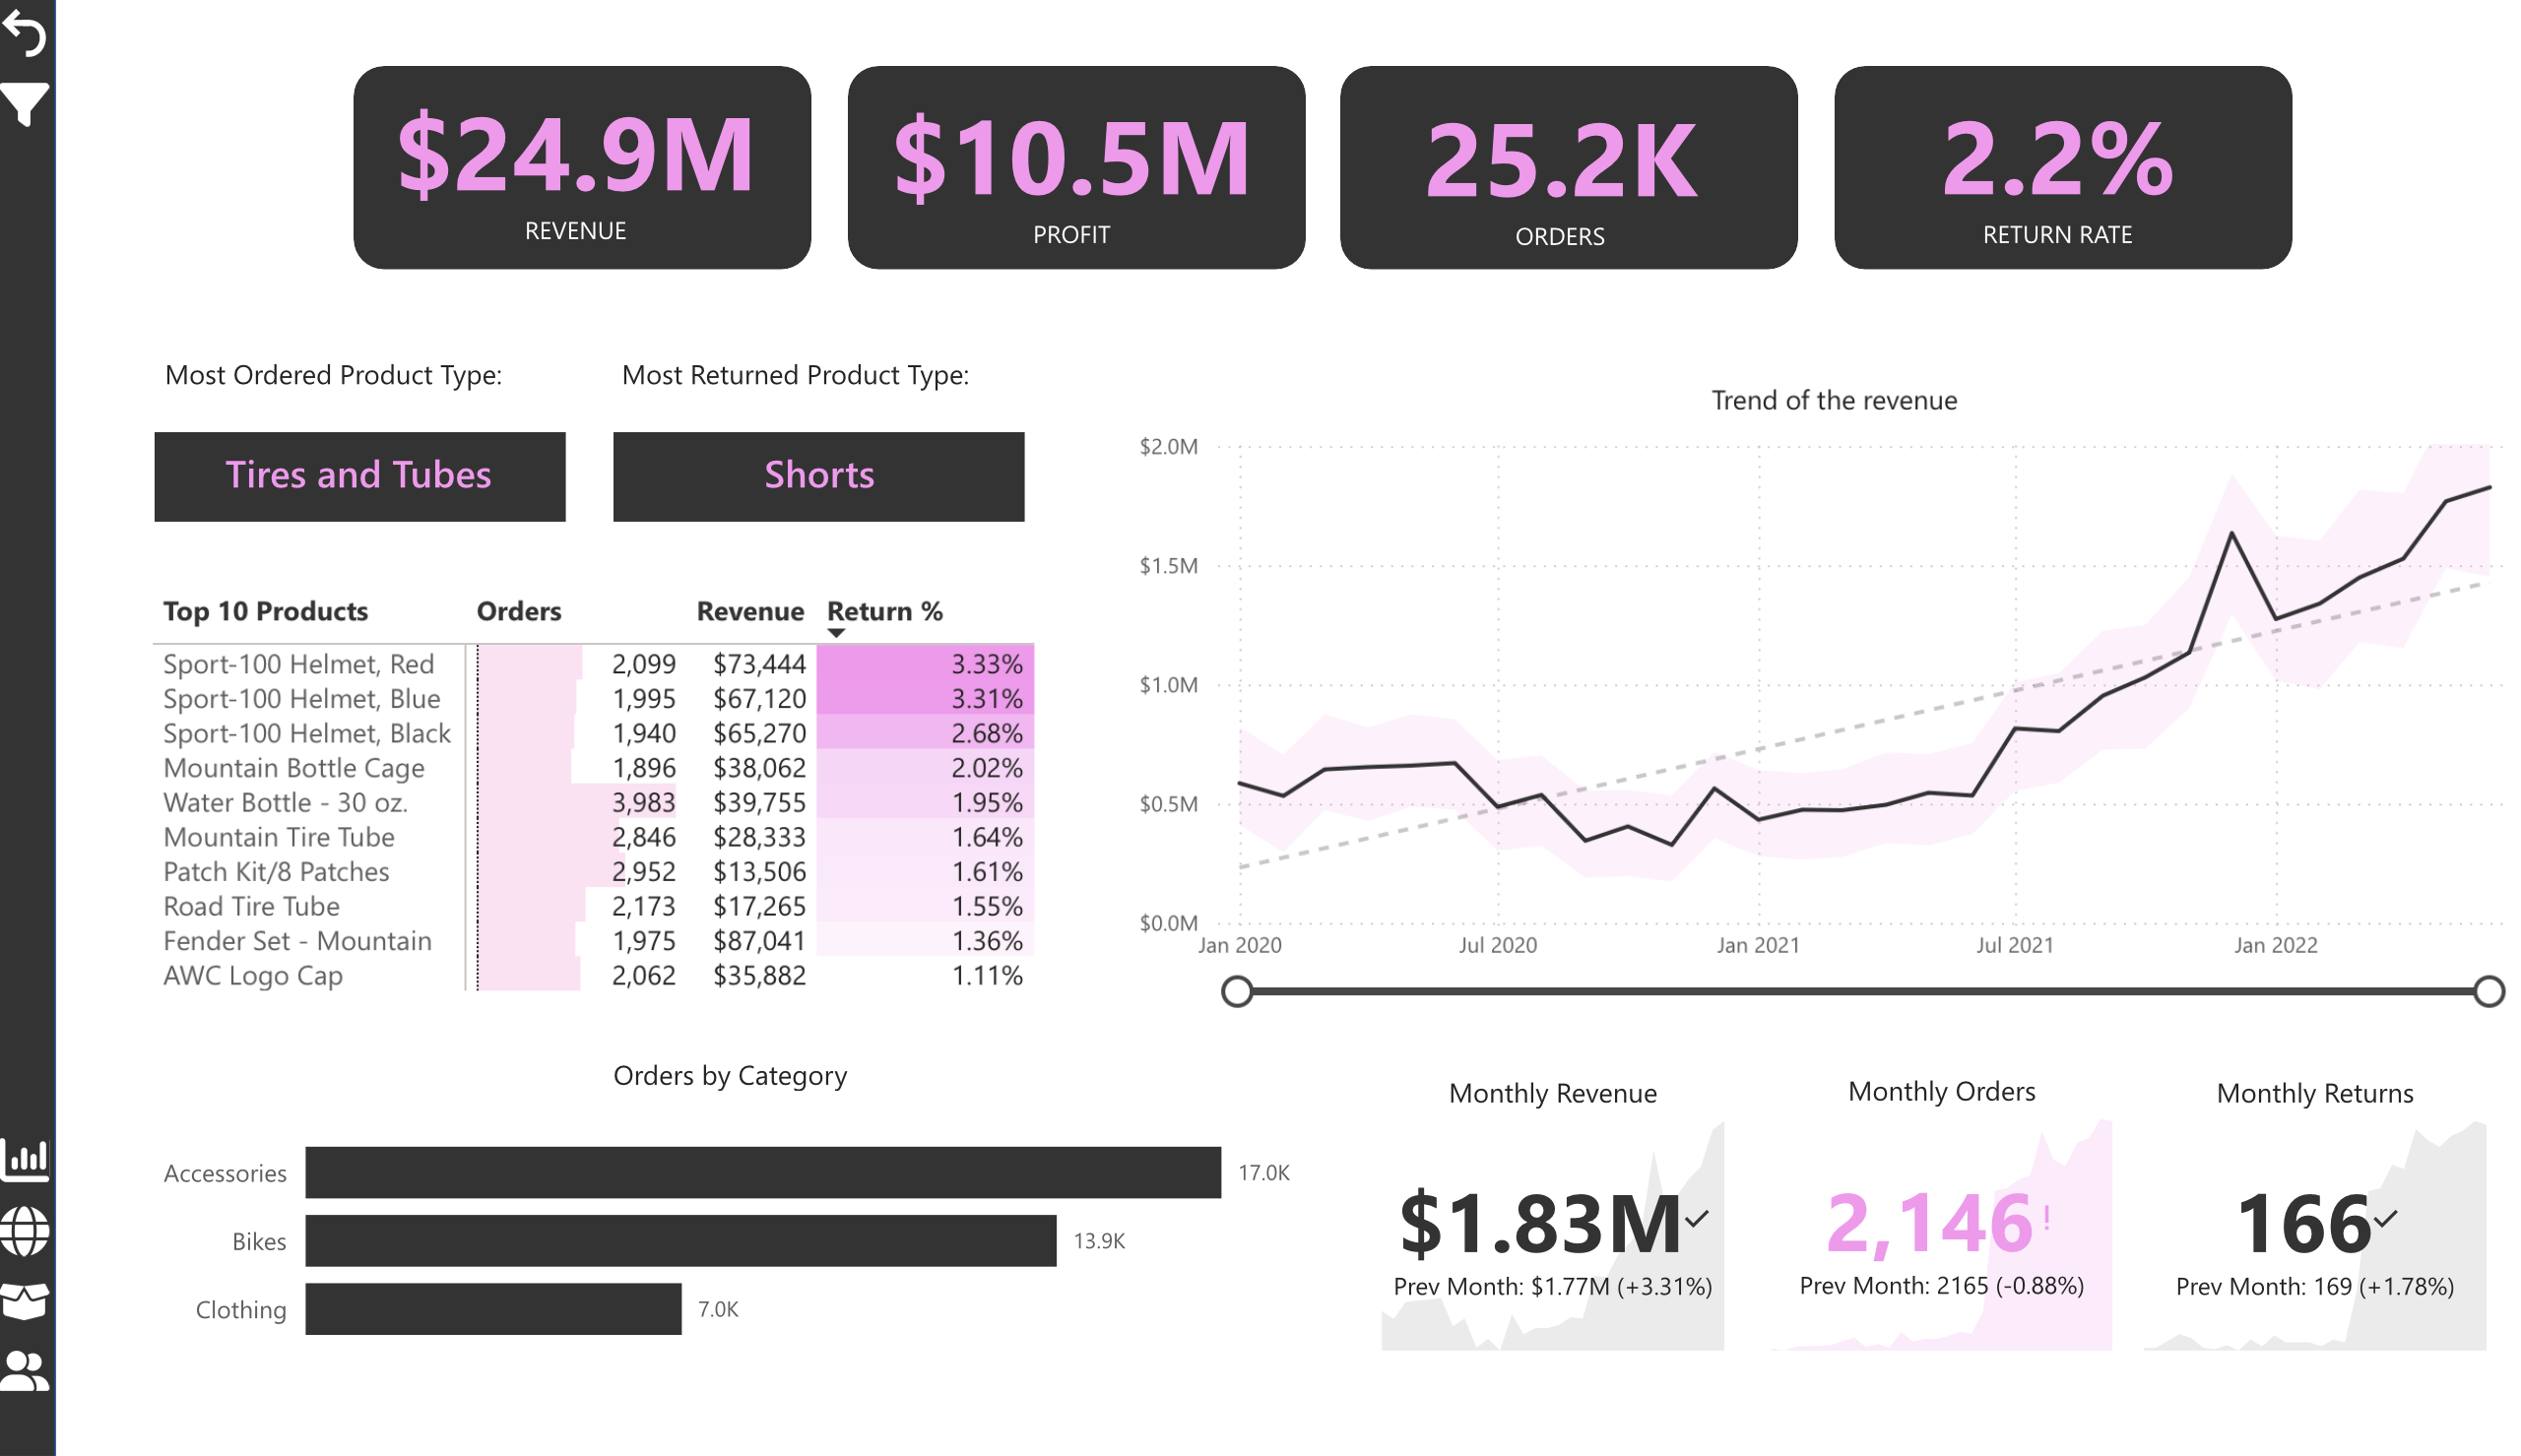 $24.9M
REVENUE
$10.5M
PROFIT
25.2K
ORDERS
2.2%
RETURN RATE
Most Ordered Product Type:
Tires and Tubes
Most Returned Product Type:
Shorts
Top 10 Products Orders Revenue Return %
Sport-100 Helmet, Red 2,099 $73,444 3.33%
Sport-100 Helmet, Blue 1,995 $67,120 3.31%
Sport-100 Helmet, Black 1,940 $65,270 2.68%
Mountain Bottle Cage 1,896 $38,062 2.02%
Water Bottle - 30 oz. 3,983 $39,755 1.95%
Mountain Tire Tube 2,846 $28,333 1.64%
Patch Kit/8 Patches 2,952 $13,506 1.61%
Road Tire Tube 2,173 $17,265 1.55%
Fender Set - Mountain 1,975 $87,041 1.36%
AWC Logo Cap 2,062 $35,882 1.11%
Trend of the revenue
$2.0M
$1.5M
$1.0M
$0.5M
$0.0M
Jan 2020 Jul 2020 Jan 2021 Jul 2021 Jan 2022
Orders by Category
Accessories 17.0K
Bikes 13.9K
Clothing 7.0K
Monthly Revenue
$1.83M✓
Prev Month: $1.77M (+3.31%)
Monthly Orders
2,146!
Prev Month: 2165 (-0.88%)
Monthly Returns
166✓
Prev Month: 169 (+1.78%)